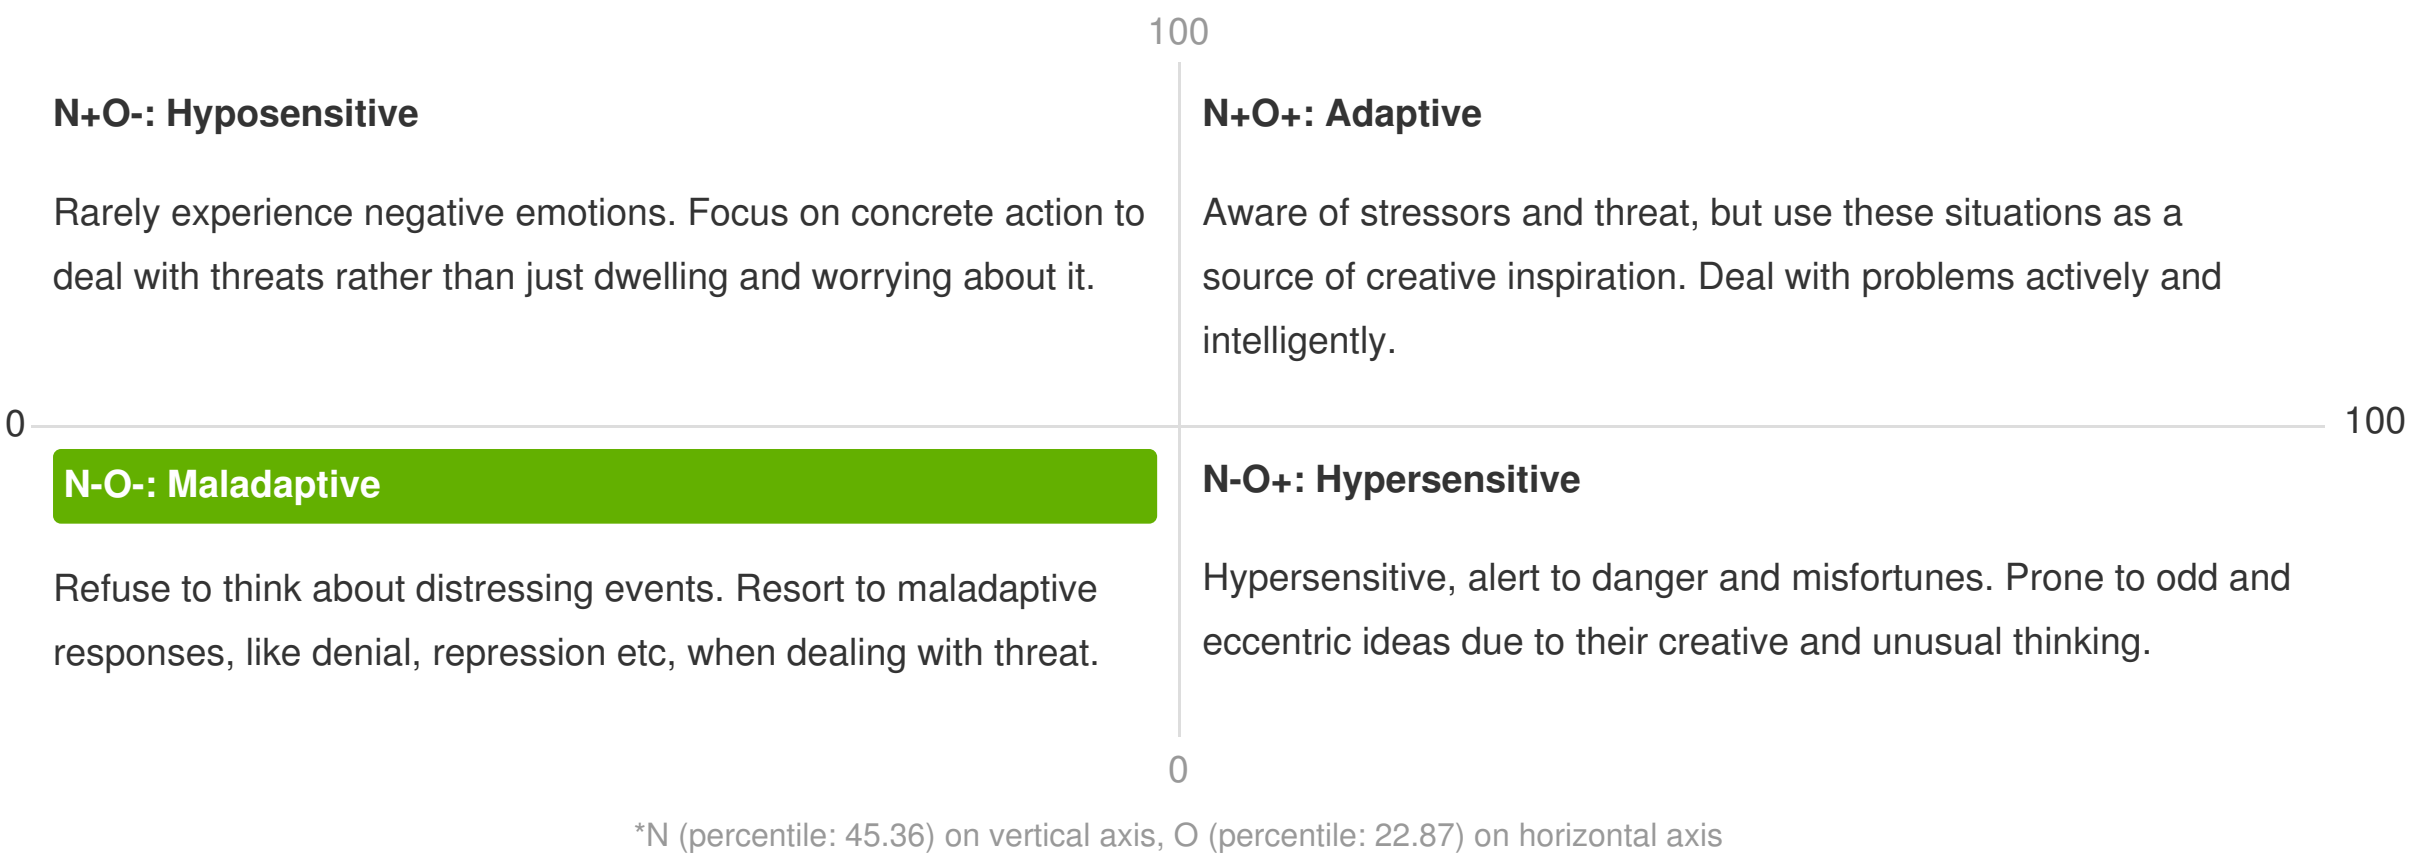 100
N+O-: Hyposensitive
Rarely experience negative emotions. Focus on concrete action to
deal with threats rather than just dwelling and worrying about it.
N+O+: Adaptive
Aware of stressors and threat, but use these situations as a
source of creative inspiration. Deal with problems actively and
intelligently.
0
100
N-O-: Maladaptive
Refuse to think about distressing events. Resort to maladaptive
responses, like denial, repression etc, when dealing with threat.
N-O+: Hypersensitive
Hypersensitive, alert to danger and misfortunes. Prone to odd and
eccentric ideas due to their creative and unusual thinking.
0
*N (percentile: 45.36) on vertical axis, O (percentile: 22.87) on horizontal axis